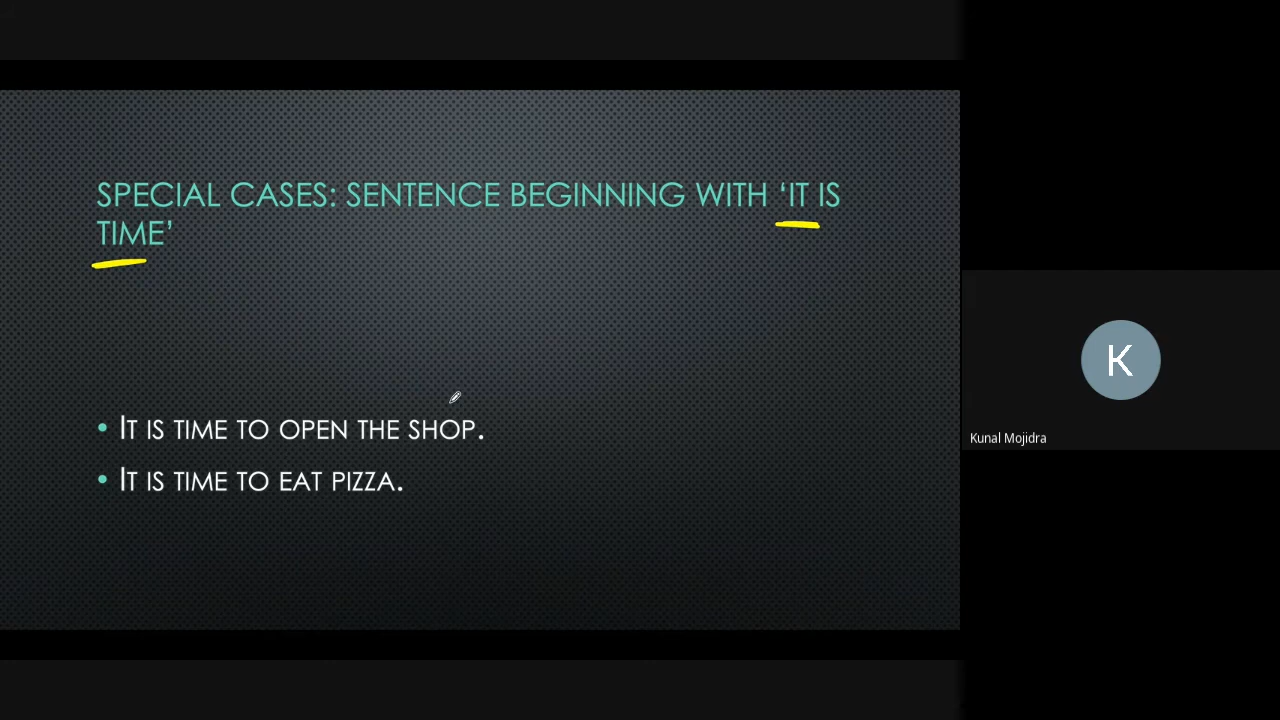 SPECIAL CASES: SENTENCE BEGINNING WITH ‘IT IS
TIME’
• IT IS TIME TO OPEN THE SHOP.
• IT IS TIME TO EAT PIZZA.
K
Kunal Mojidra